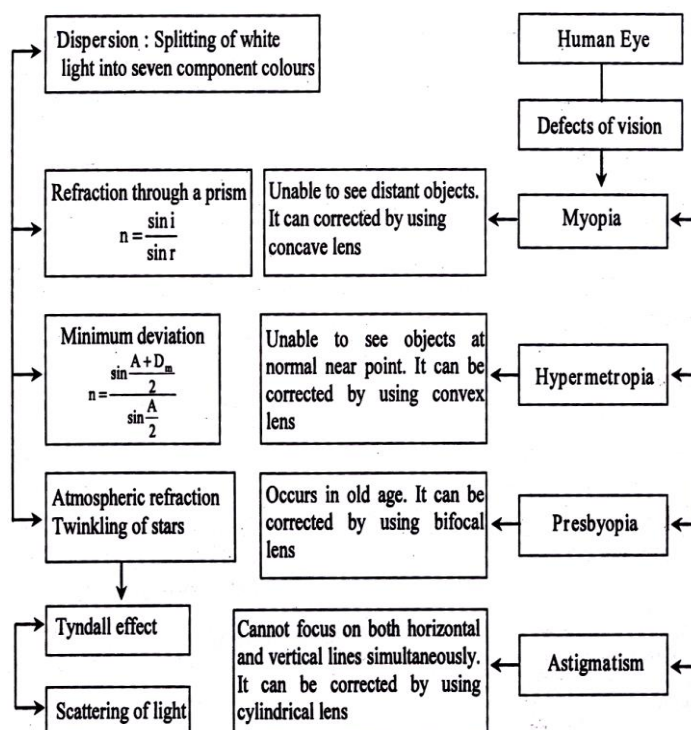 Dispersion : Splitting of white
light into seven component colours
Human Eye
Defects of vision
Refraction through a prism
n = sin i / sin r
Unable to see distant objects.
It can corrected by using
concave lens
Myopia
Minimum deviation
n = sin (A + Dm / 2) / sin (A / 2)
Unable to see objects at
normal near point. It can be
corrected by using convex
lens
Hypermetropia
Atmospheric refraction
Twinkling of stars
Occurs in old age. It can be
corrected by using bifocal
lens
Presbyopia
Tyndall effect
Scattering of light
Cannot focus on both horizontal
and vertical lines simultaneously.
It can be corrected by using
cylindrical lens
Astigmatism